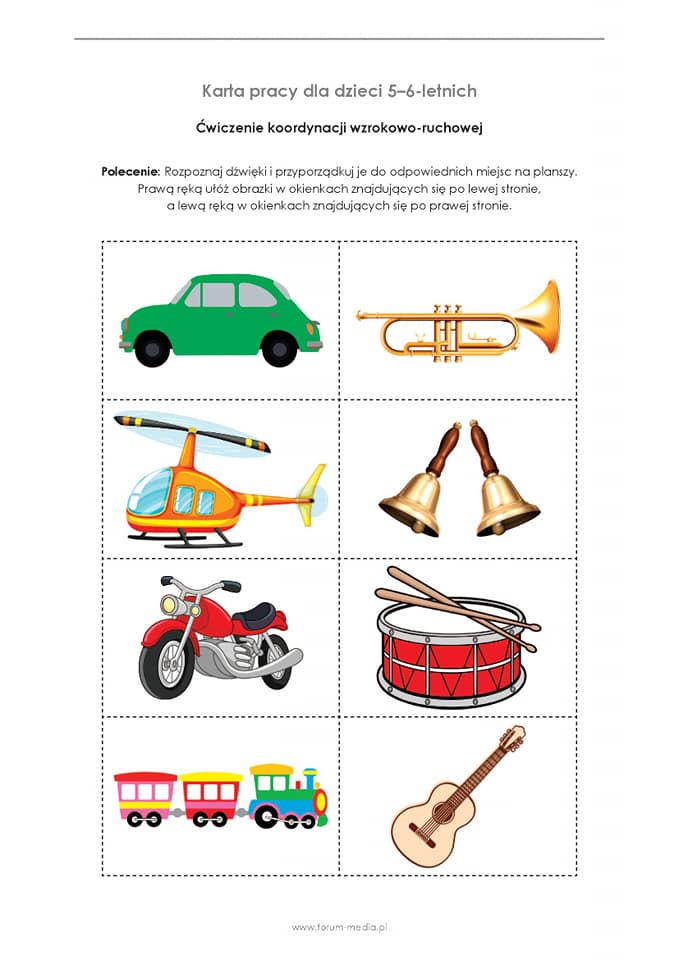 Karta pracy dla dzieci 5–6-letnich
Ćwiczenie koordynacji wzrokowo-ruchowej
Polecenie: Rozpoznaj dźwięki i przyporządkuj je do odpowiednich miejsc na planszy.
Prawą ręką ułóż obrazki w okienkach znajdujących się po lewej stronie,
a lewą ręką w okienkach znajdujących się po prawej stronie.
www.forum-media.pl